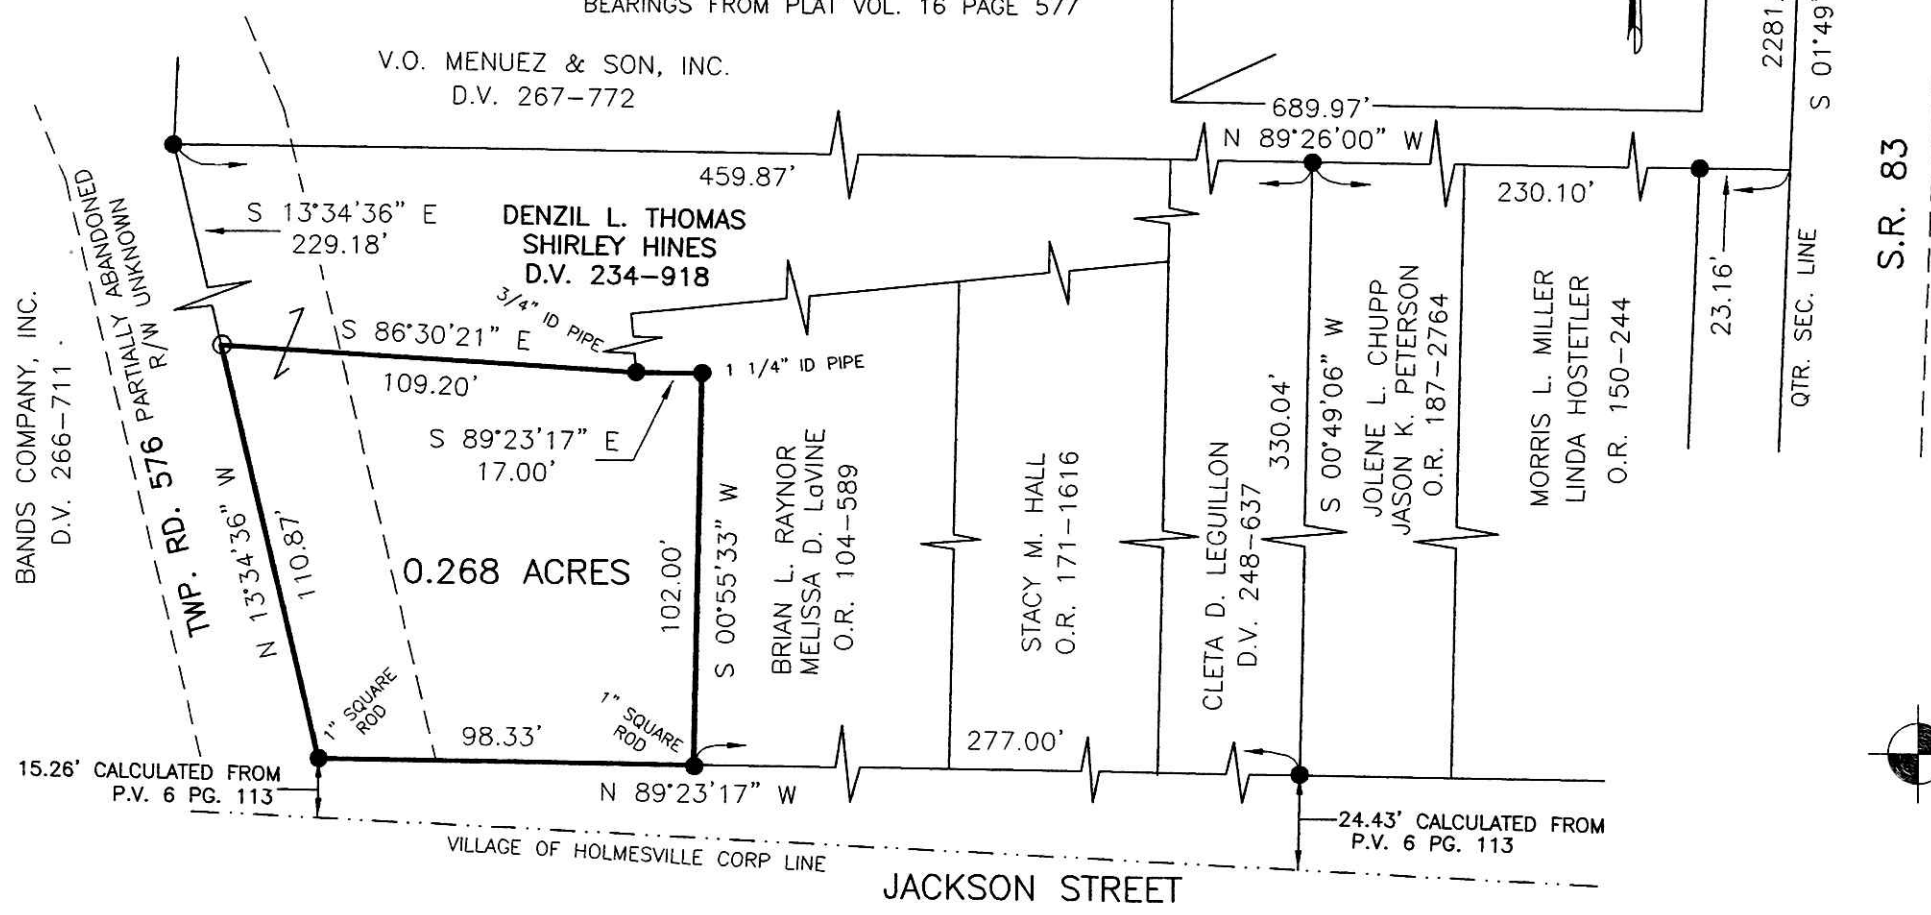 BEARINGS FROM PLAT VOL. 16 PAGE 577
V.O. MENUEZ & SON, INC.
D.V. 267-772
689.97'
N 89°26'00" W
2281.
S 01°49'
S.R. 83
459.87'
230.10'
S 13°34'36" E
229.18'
DENZIL L. THOMAS
SHIRLEY HINES
D.V. 234-918
23.16'
QTR. SEC. LINE
BANDS COMPANY, INC.
D.V. 266-711
TWP. RD. 576 PARTIALLY ABANDONED
R/W UNKNOWN
3/4" ID PIPE
S 86°30'21" E
109.20'
1 1/4" ID PIPE
S 89°23'17" E
17.00'
N 13°34'36" W
110.87'
0.268 ACRES
102.00'
S 00°55'33" W
BRIAN L. RAYNOR
MELISSA D. LaVINE
O.R. 104-589
STACY M. HALL
O.R. 171-1616
CLETA D. LEGUILLON
D.V. 248-637
330.04'
S 00°49'06" W
JOLENE L. CHUPP
JASON K. PETERSON
O.R. 187-2764
MORRIS L. MILLER
LINDA HOSTETLER
O.R. 150-244
1" SQUARE
ROD
98.33'
1" SQUARE
ROD
277.00'
15.26' CALCULATED FROM
P.V. 6 PG. 113
N 89°23'17" W
24.43' CALCULATED FROM
P.V. 6 PG. 113
VILLAGE OF HOLMESVILLE CORP LINE
JACKSON STREET